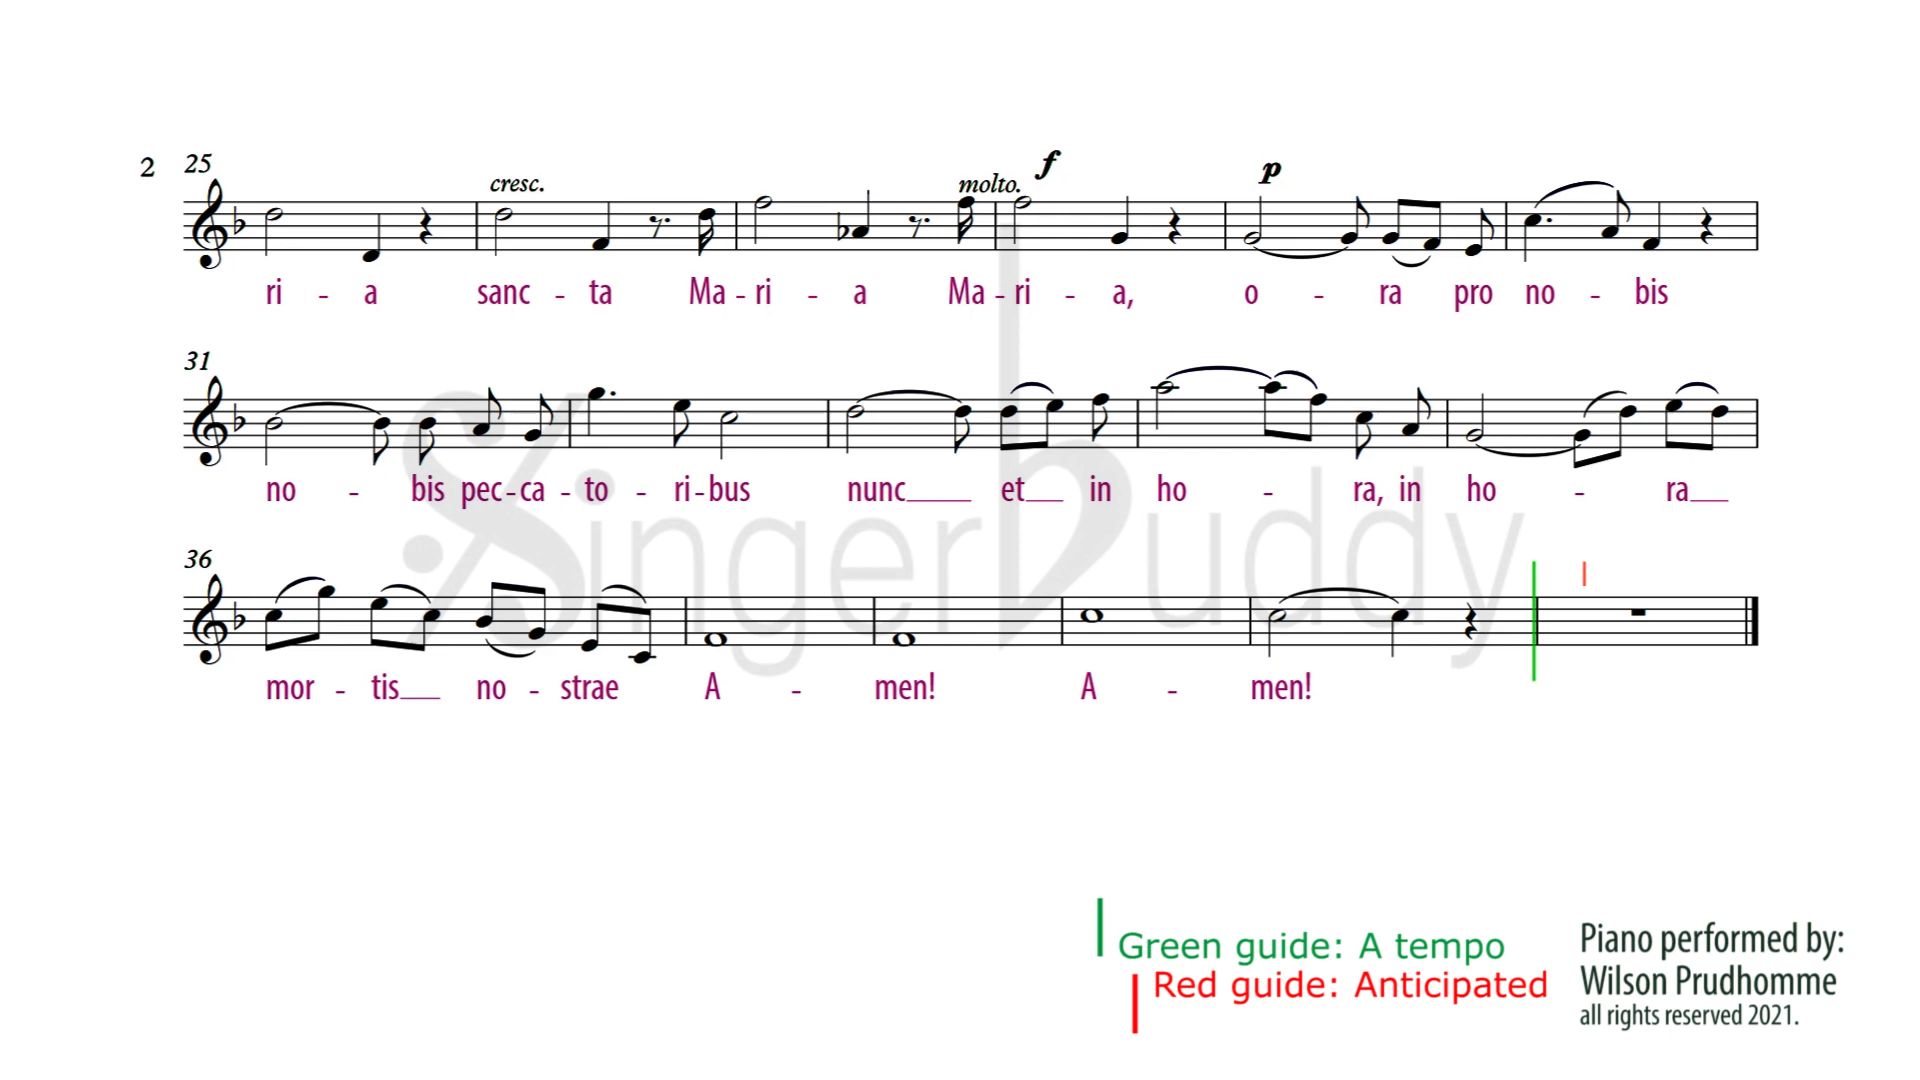 2 25 cresc. molto. f p
ri - a sanc - ta Ma - ri - a Ma - ri - a, o - ra pro no - bis
31
no - bis pec - ca - to - ri - bus nunc et in ho - ra, in ho - ra
36
mor - tis no - strae A - men! A - men!
Singerbuddy
Green guide: A tempo
Red guide: Anticipated
Piano performed by:
Wilson Prudhomme
all rights reserved 2021.